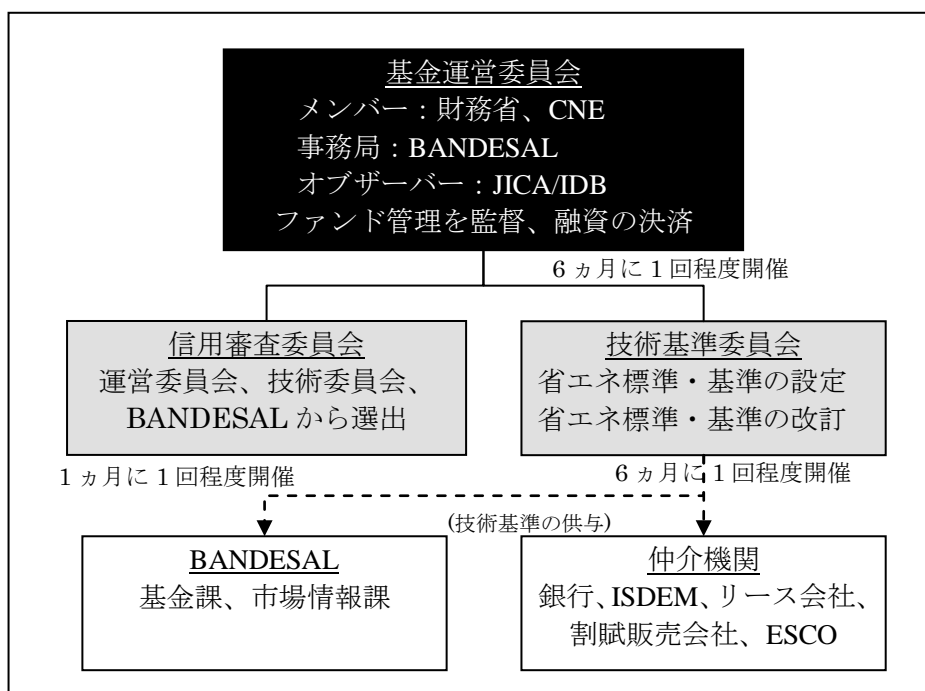 基金運営委員会
メンバー：財務省、CNE
事務局：BANDESAL
オブザーバー：JICA/IDB
ファンド管理を監督、融資の決済
6 ヵ月に 1 回程度開催
信用審査委員会
運営委員会、技術委員会、
BANDESAL から選出
1 ヵ月に 1 回程度開催
技術基準委員会
省エネ標準・基準の設定
省エネ標準・基準の改訂
6 ヵ月に 1 回程度開催
(技術基準の供与)
BANDESAL
基金課、市場情報課
仲介機関
銀行、ISDEM、リース会社、
割賦販売会社、ESCO